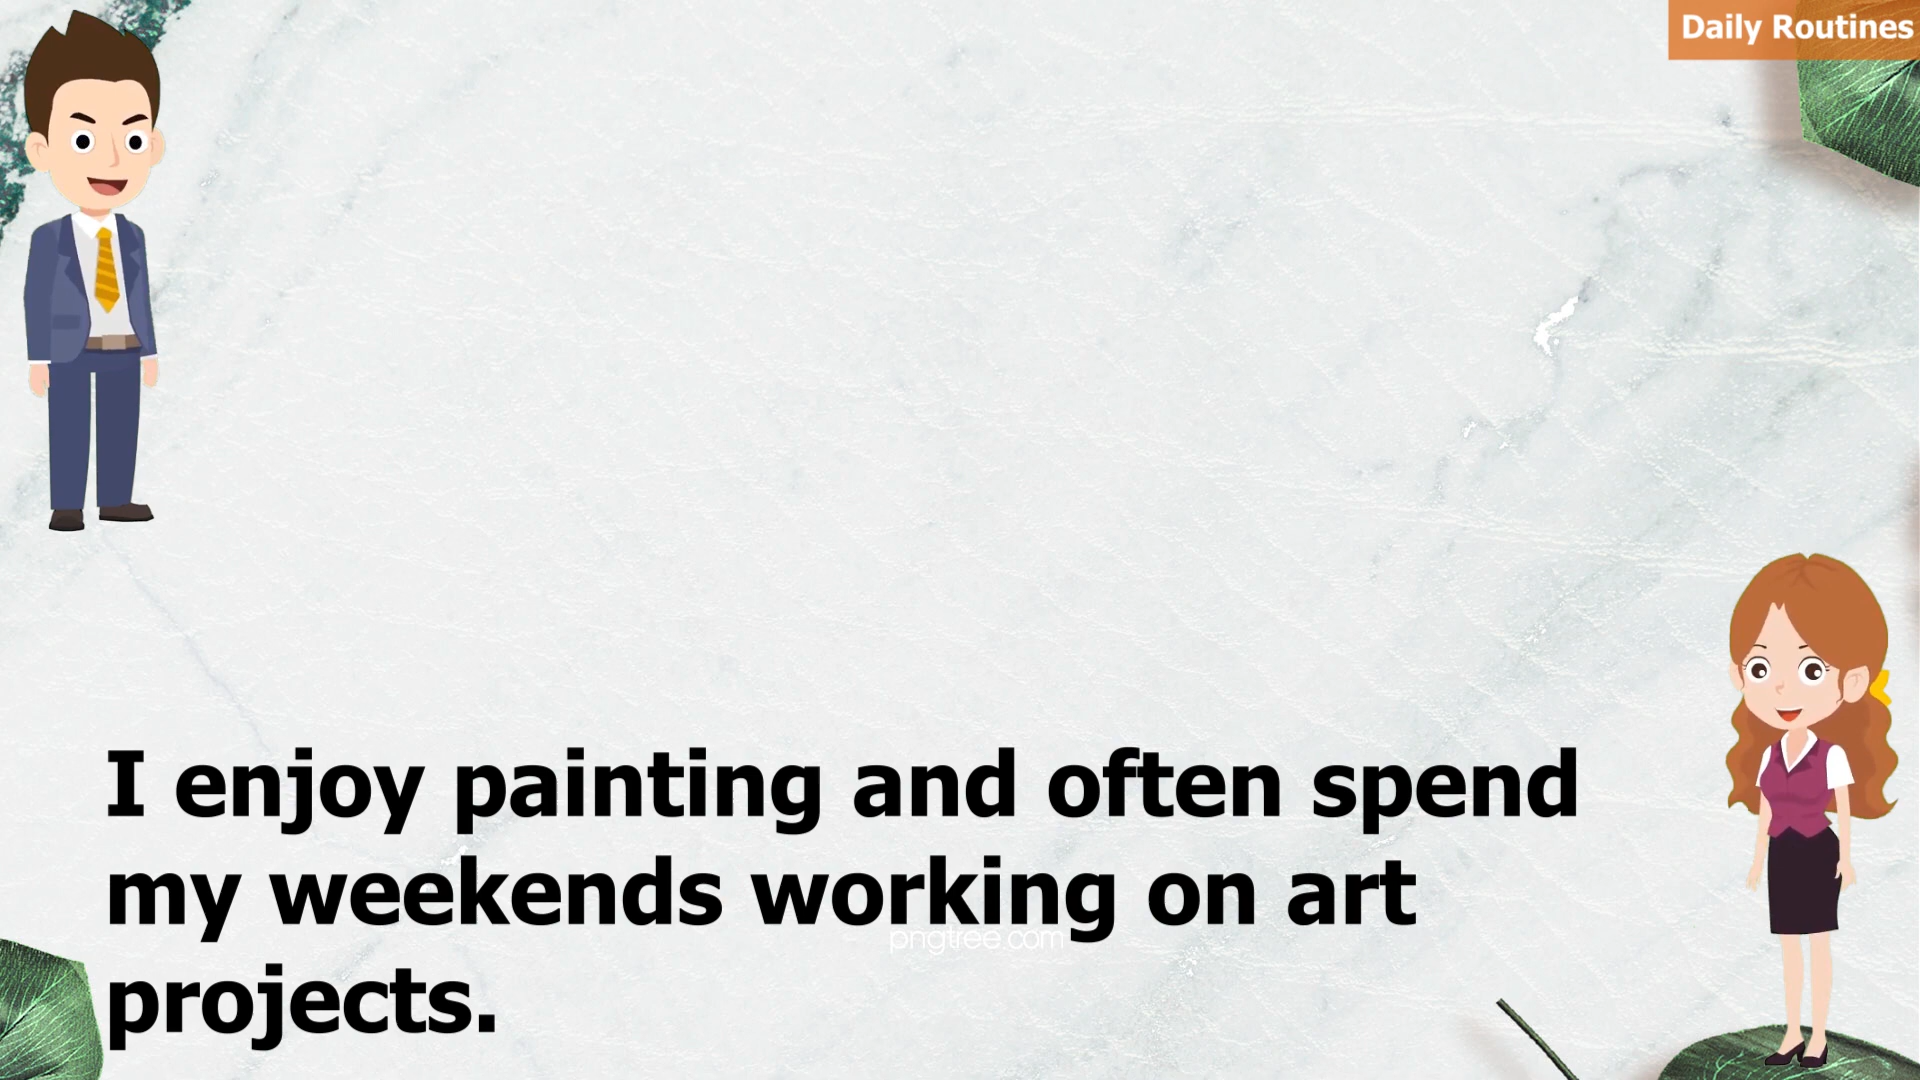 Daily Routines
I enjoy painting and often spend
my weekends working on art
pngtree.com
projects.